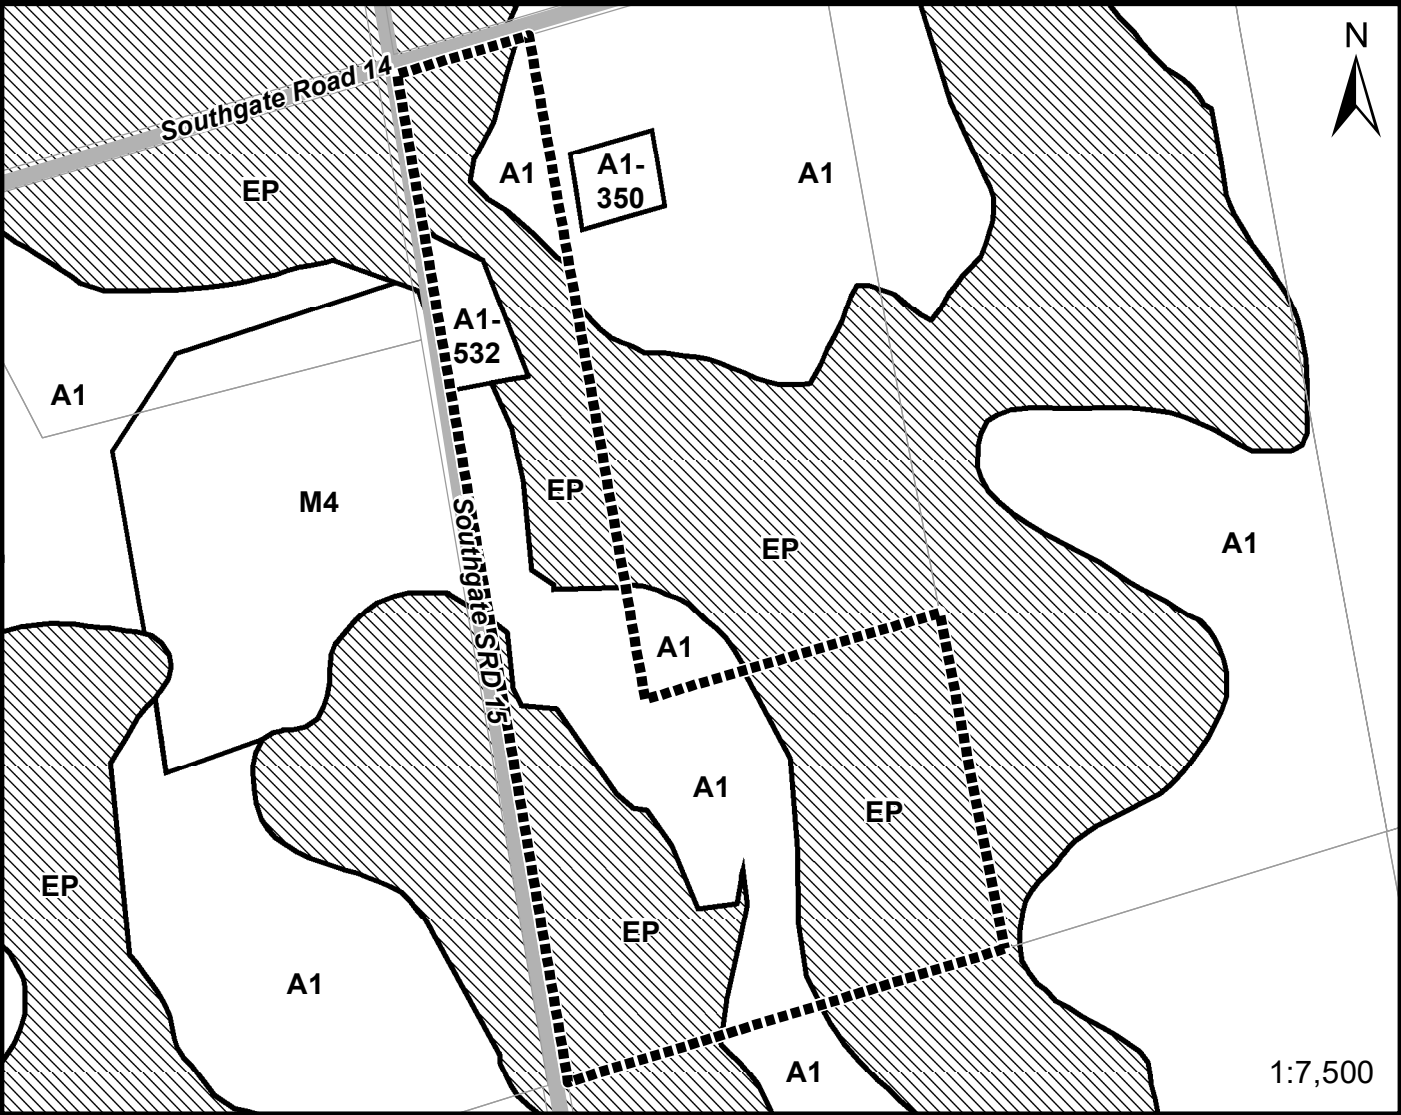 N
Southgate Road 14
A1
A1-
350
A1
EP
A1-
532
A1
M4
EP
EP
A1
Southgate SRD 15
A1
A1
EP
EP
EP
A1
A1
1:7,500